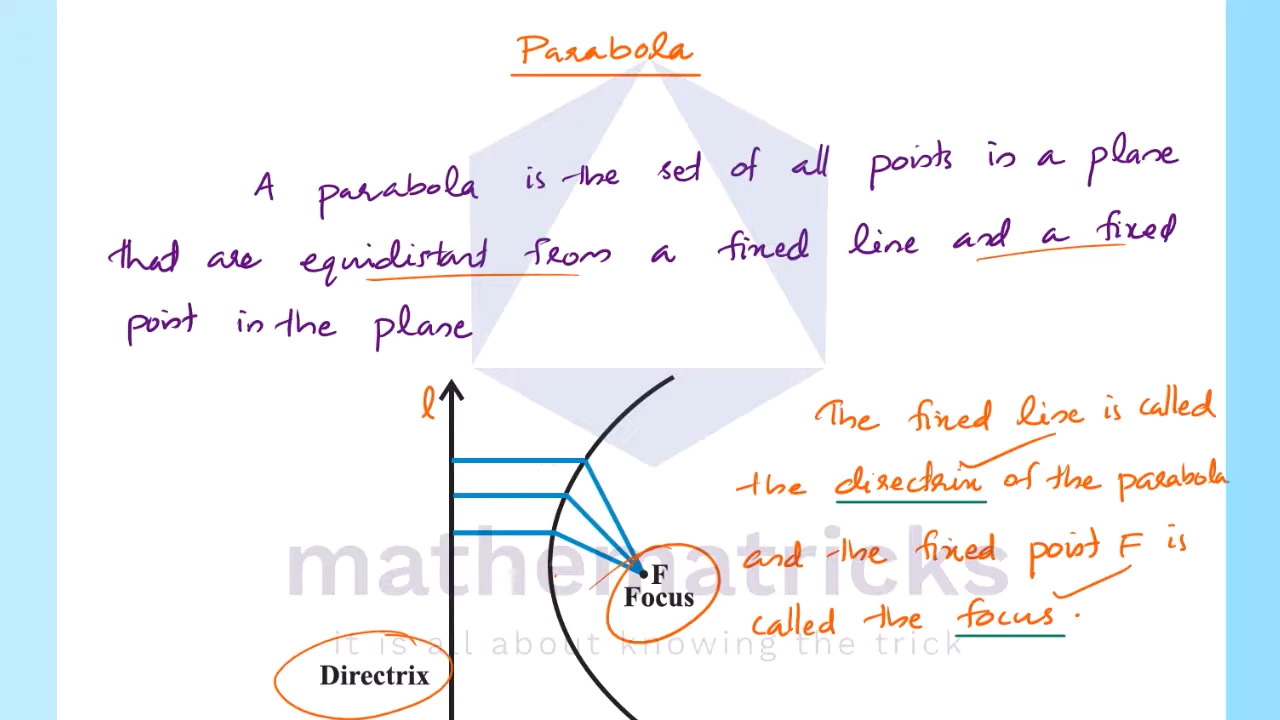 Parabola
A parabola is the set of all points in a plane
that are equidistant from a fixed line and a fixed
point in the plane
l
The fixed line is called
the directrix of the parabola
and the fixed point F is
called the focus.
F
Focus
Directrix
mathematricks
it is all about knowing the trick